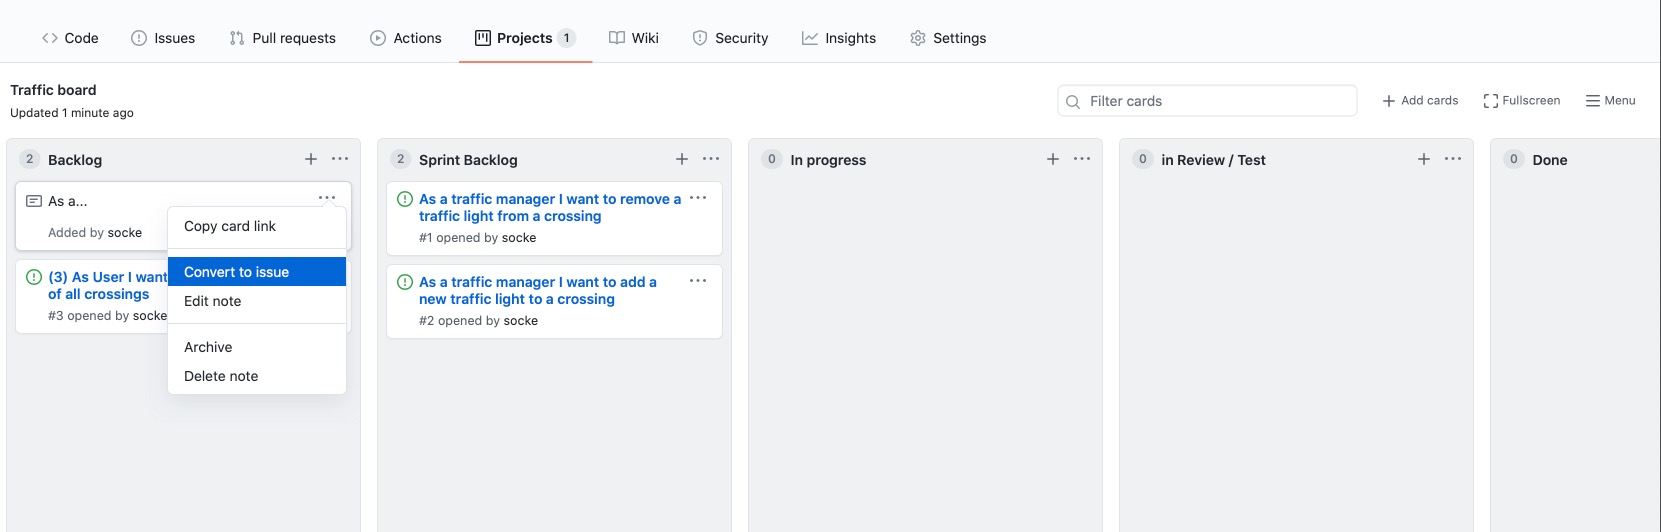 Code Issues Pull requests Actions Projects 1 Wiki Security Insights Settings
Traffic board
Updated 1 minute ago
Filter cards
Add cards Fullscreen Menu
2 Backlog
As a...
Added by socke
(3) As User I want
of all crossings
#3 opened by socke
Copy card link
Convert to issue
Edit note
Archive
Delete note
2 Sprint Backlog
As a traffic manager I want to remove a
traffic light from a crossing
#1 opened by socke
As a traffic manager I want to add a
new traffic light to a crossing
#2 opened by socke
0 In progress
0 in Review / Test
0 Done